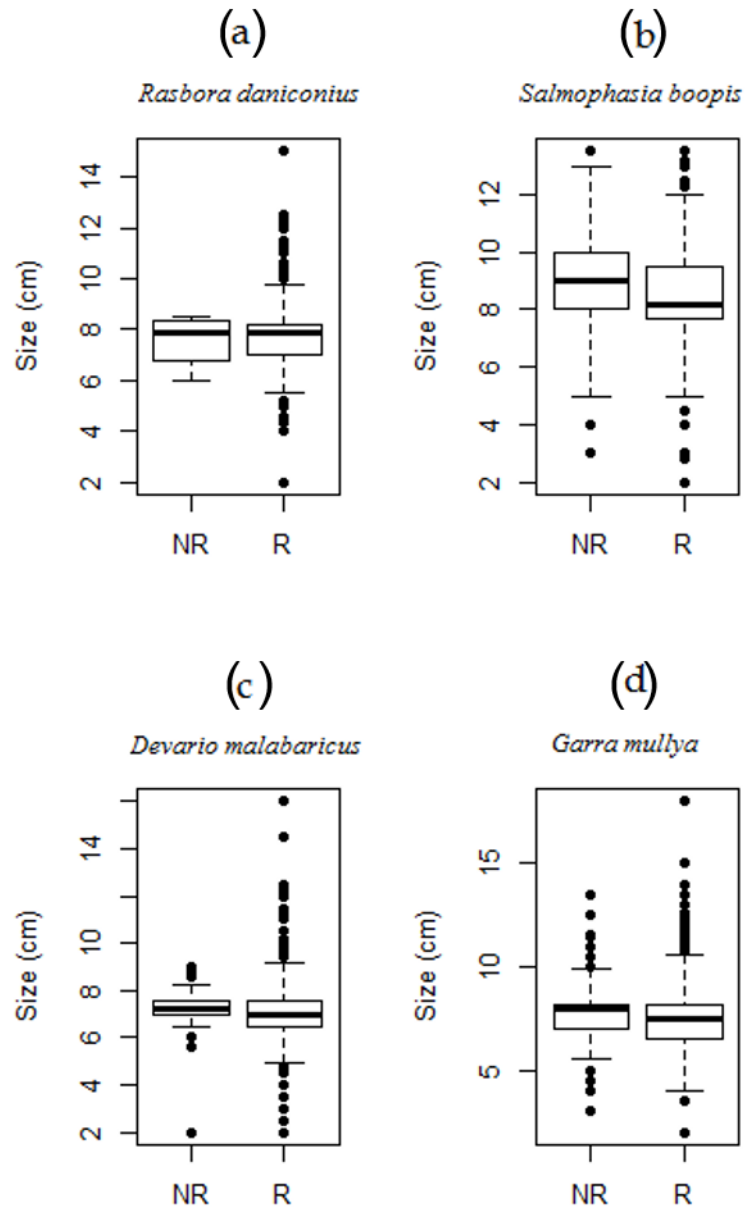 (a)
Rasbora daniconius
Size (cm)
2 4 6 8 10 12 14
NR R
(b)
Salmophasia boopis
Size (cm)
2 4 6 8 10 12
NR R
(c)
Devario malabaricus
Size (cm)
2 4 6 8 10 14
NR R
(d)
Garra mullya
Size (cm)
5 10 15
NR R